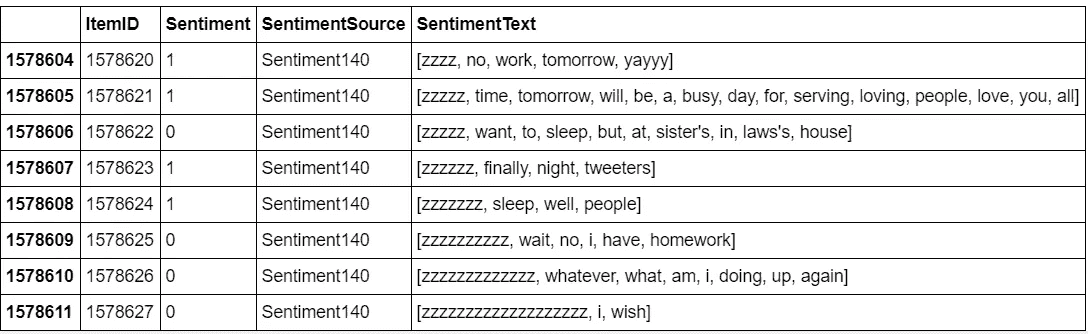 ItemID Sentiment SentimentSource SentimentText
1578604 1578620 1 Sentiment140 [zzzz, no, work, tomorrow, yayyy]
1578605 1578621 1 Sentiment140 [zzzzz, time, tomorrow, will, be, a, busy, day, for, serving, loving, people, love, you, all]
1578606 1578622 0 Sentiment140 [zzzzz, want, to, sleep, but, at, sister's, in, laws's, house]
1578607 1578623 1 Sentiment140 [zzzzzz, finally, night, tweeters]
1578608 1578624 1 Sentiment140 [zzzzzzz, sleep, well, people]
1578609 1578625 0 Sentiment140 [zzzzzzzzzz, wait, no, i, have, homework]
1578610 1578626 0 Sentiment140 [zzzzzzzzzzzzz, whatever, what, am, i, doing, up, again]
1578611 1578627 0 Sentiment140 [zzzzzzzzzzzzzzzzzzz, i, wish]